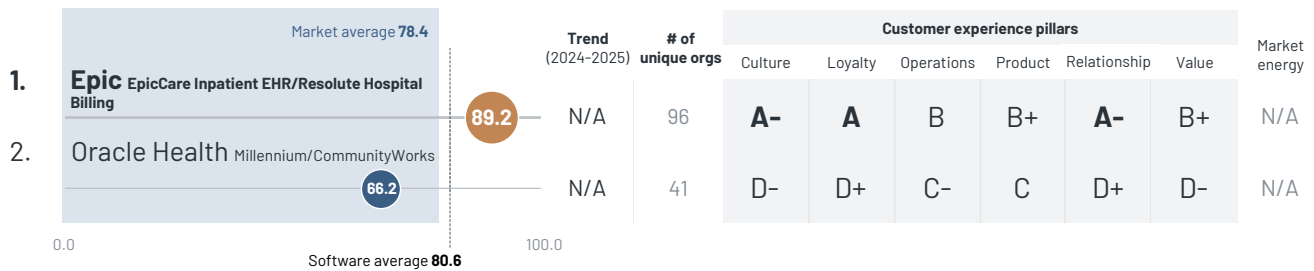 Market average 78.4
Trend
(2024-2025)
# of
unique orgs
Customer experience pillars
Culture Loyalty Operations Product Relationship Value
Market
energy
1. Epic EpicCare Inpatient EHR/Resolute Hospital
Billing
89.2 N/A 96 A- A B B+ A- B+ N/A
2. Oracle Health Millennium/CommunityWorks
66.2 N/A 41 D- D+ C- C D+ D- N/A
0.0 100.0
Software average 80.6